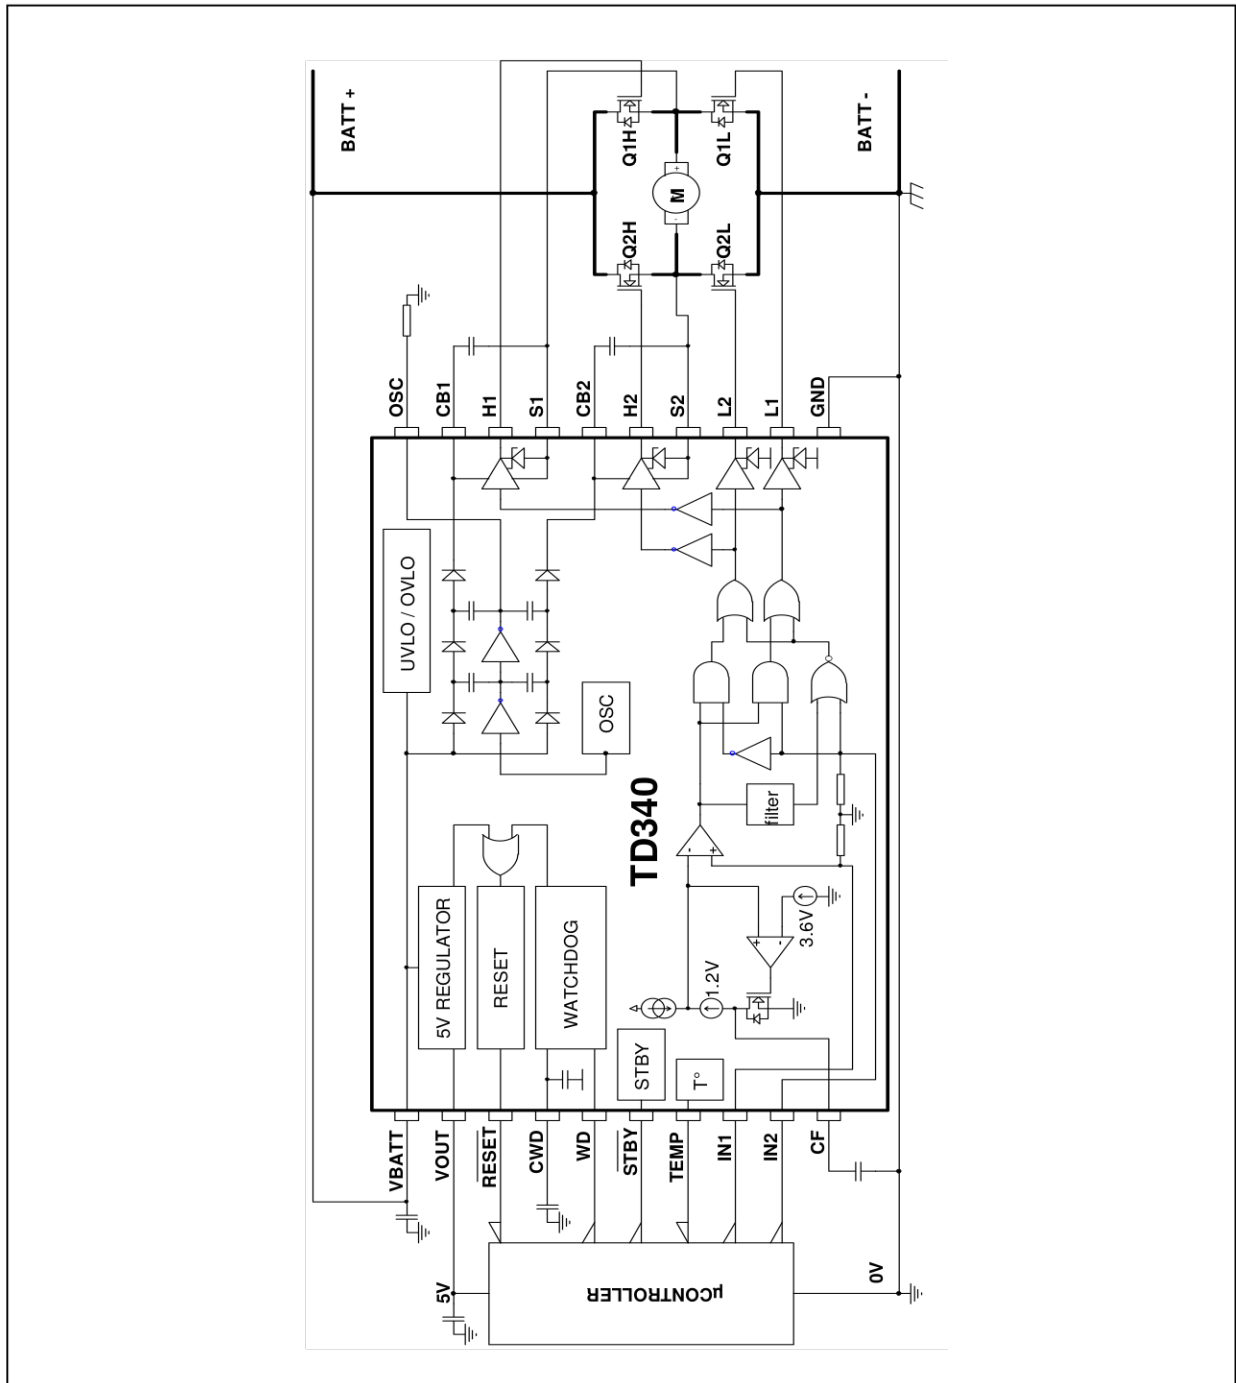 BATT +
BATT -
Q1H
Q1L
M
+
-
Q2H
Q2L
OSC
CB1
H1
S1
CB2
H2
S2
L2
L1
GND
UVLO / OVLO
OSC
TD340
filter
-
+
5V REGULATOR
RESET
WATCHDOG
+
-
3.6V
1.2V
STBY
T°
VBATT
VOUT
RESET
CWD
WD
STBY
TEMP
IN1
IN2
CF
5V
µCONTROLLER
0V